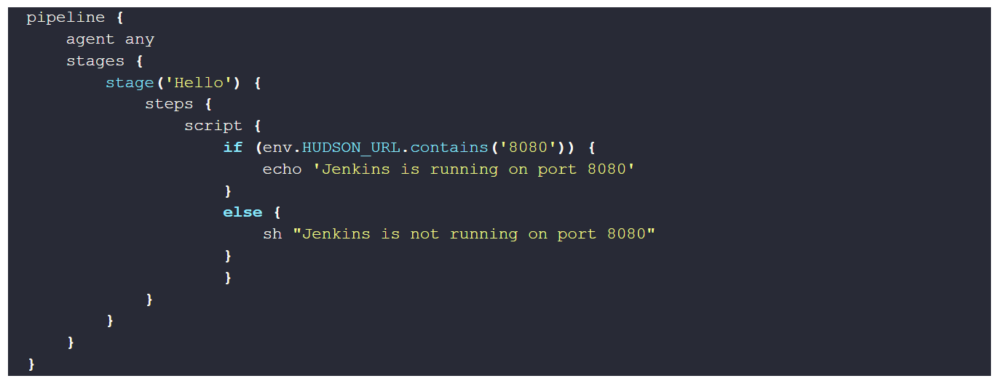 pipeline {
    agent any
    stages {
        stage('Hello') {
            steps {
                script {
                    if (env.HUDSON_URL.contains('8080')) {
                        echo 'Jenkins is running on port 8080'
                    }
                    else {
                        sh "Jenkins is not running on port 8080"
                    }
                    }
            }
        }
    }
}